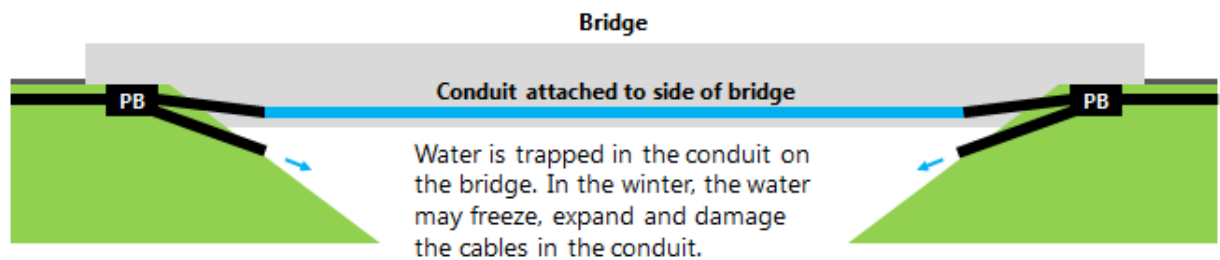 Bridge
Conduit attached to side of bridge
PB
PB
Water is trapped in the conduit on
the bridge. In the winter, the water
may freeze, expand and damage
the cables in the conduit.